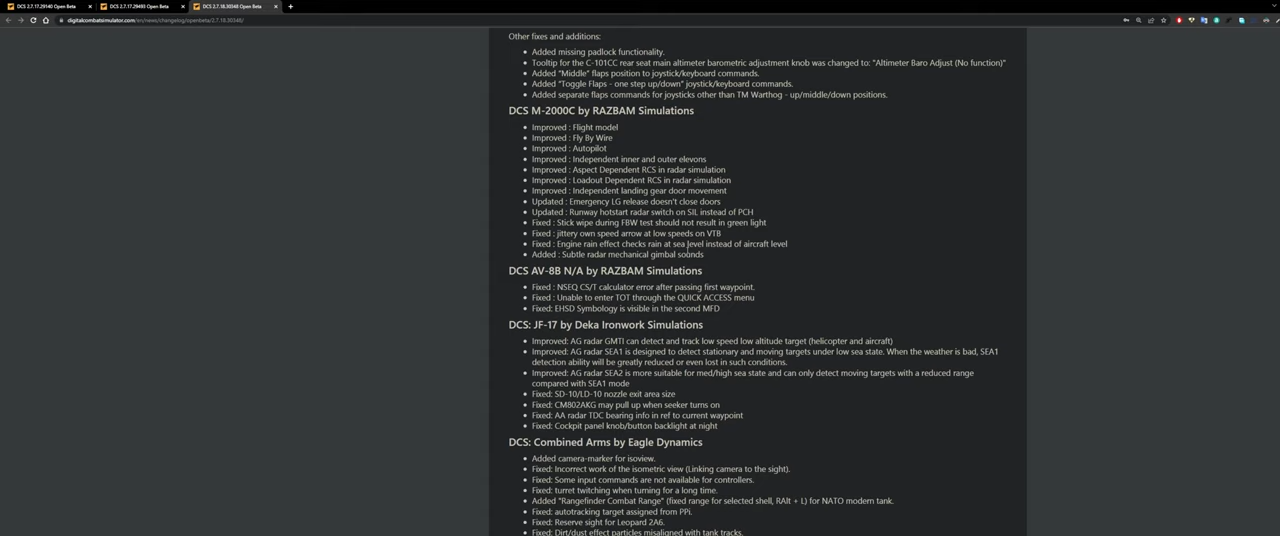 DCS 2.7.17.29140 Open Beta
DCS 2.7.17.29493 Open Beta
DCS 2.7.18.30348 Open Beta
digitalcombatsimulator.com/en/news/changelog/openbeta/2.7.18.30348/
Other fixes and additions:
Added missing padlock functionality.
Tooltip for the C-101CC rear seat main altimeter barometric adjustment knob was changed to: "Altimeter Baro Adjust (No function)"
Added "Middle" flaps position to joystick/keyboard commands.
Added "Toggle Flaps - one step up/down" joystick/keyboard commands.
Added separate flaps commands for joysticks other than TM Warthog - up/middle/down positions.
DCS M-2000C by RAZBAM Simulations
Improved : Flight model
Improved : Fly By Wire
Improved : Autopilot
Improved : Independent inner and outer elevons
Improved : Aspect Dependent RCS in radar simulation
Improved : Loadout Dependent RCS in radar simulation
Improved : Independent landing gear door movement
Updated : Emergency LG release doesn't close doors
Updated : Runway hotstart radar switch on SIL instead of PCH
Fixed : Stick wipe during FBW test should not result in green light
Fixed : jittery own speed arrow at low speeds on VTB
Fixed : Engine rain effect checks rain at sea level instead of aircraft level
Added : Subtle radar mechanical gimbal sounds
DCS AV-8B N/A by RAZBAM Simulations
Fixed : NSEQ CS/T calculator error after passing first waypoint.
Fixed : Unable to enter TOT through the QUICK ACCESS menu
Fixed: EHSD Symbology is visible in the second MFD
DCS: JF-17 by Deka Ironwork Simulations
Improved: AG radar GMTI can detect and track low speed low altitude target (helicopter and aircraft)
Improved: AG radar SEA1 is designed to detect stationary and moving targets under low sea state. When the weather is bad, SEA1
detection ability will be greatly reduced or even lost in such conditions.
Improved: AG radar SEA2 is more suitable for med/high sea state and can only detect moving targets with a reduced range
compared with SEA1 mode
Fixed: SD-10/LD-10 nozzle exit area size
Fixed: CM802AKG may pull up when seeker turns on
Fixed: AA radar TDC bearing info in ref to current waypoint
Fixed: Cockpit panel knob/button backlight at night
DCS: Combined Arms by Eagle Dynamics
Added camera-marker for isoview.
Fixed: Incorrect work of the isometric view (Linking camera to the sight).
Fixed: Some input commands are not available for controllers.
Fixed: turret twitching when turning for a long time.
Added "Rangefinder Combat Range" (fixed range for selected shell, RAlt + L) for NATO modern tank.
Fixed: autotracking target assigned from PPi.
Fixed: Reserve sight for Leopard 2A6.
Fixed: Dirt/dust effect particles misaligned with tank tracks.